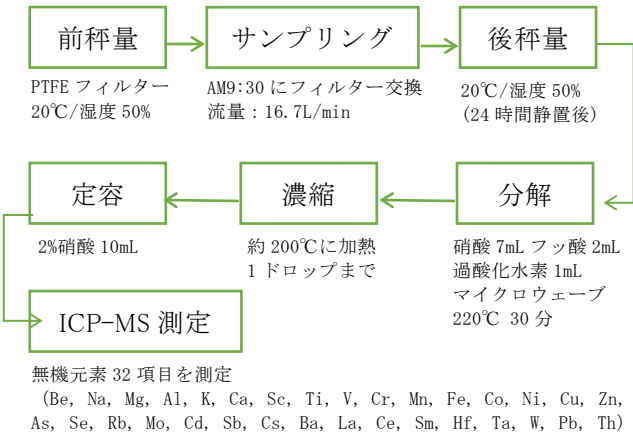 前秤量
サンプリング
後秤量
PTFE フィルター
20℃/湿度 50%
AM9:30 にフィルター交換
流量：16.7L/min
20℃/湿度 50%
(24 時間静置後)
定容
濃縮
分解
2%硝酸 10mL
約 200℃に加熱
1 ドロップまで
硝酸 7mL フッ酸 2mL
過酸化水素 1mL
マイクロウェーブ
220℃ 30 分
ICP-MS 測定
無機元素 32 項目を測定
(Be, Na, Mg, Al, K, Ca, Sc, Ti, V, Cr, Mn, Fe, Co, Ni, Cu, Zn,
As, Se, Rb, Mo, Cd, Sb, Cs, Ba, La, Ce, Sm, Hf, Ta, W, Pb, Th)